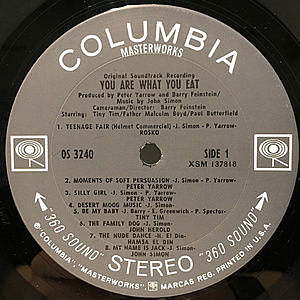 COLUMBIA
MASTERWORKS
Original Soundtrack Recording
YOU ARE WHAT YOU EAT
Produced by Peter Yarrow and Barry Feinstein
Music by John Simon
Cameraman/Director: Barry Feinstein
Starring: Tiny Tim/Father Malcolm Boyd/Paul Butterfield
1. TEENAGE FAIR (Helmet Commercial) -J. Simon - P. Yarrow-
ROSKO
OS 3240
SIDE 1
XSM 137818
2. MOMENTS OF SOFT PERSUASION -J. Simon - P. Yarrow-
PETER YARROW
3. SILLY GIRL -J. Simon - P. Yarrow-
PETER YARROW
4. DESERT MOOG MUSIC -J. Simon-
5. BE MY BABY -J. Barry - E. Greenwich - P. Spector-
TINY TIM
6. THE FAMILY DOG -J. Simon-
JOHN HEROLD
7. THE NUDE DANCE -H. El Din-
HAMSA EL DIN
8. MY NAME IS JACK -J. Simon-
JOHN SIMON
"360 SOUND" STEREO "360 SOUND"
"COLUMBIA", "MASTERWORKS", MARCAS REG. PRINTED IN U.S.A.